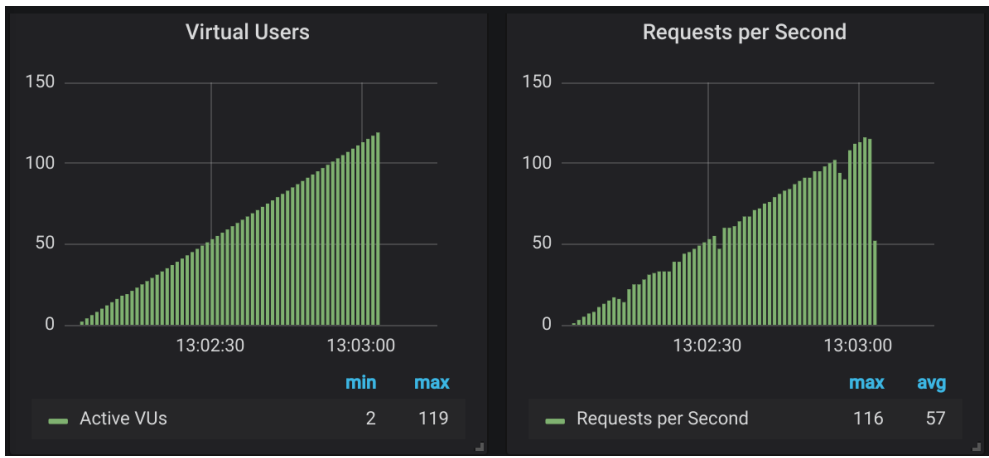 Virtual Users
150
100
50
0
13:02:30 13:03:00
min max
Active VUs 2 119
Requests per Second
150
100
50
0
13:02:30 13:03:00
max avg
Requests per Second 116 57